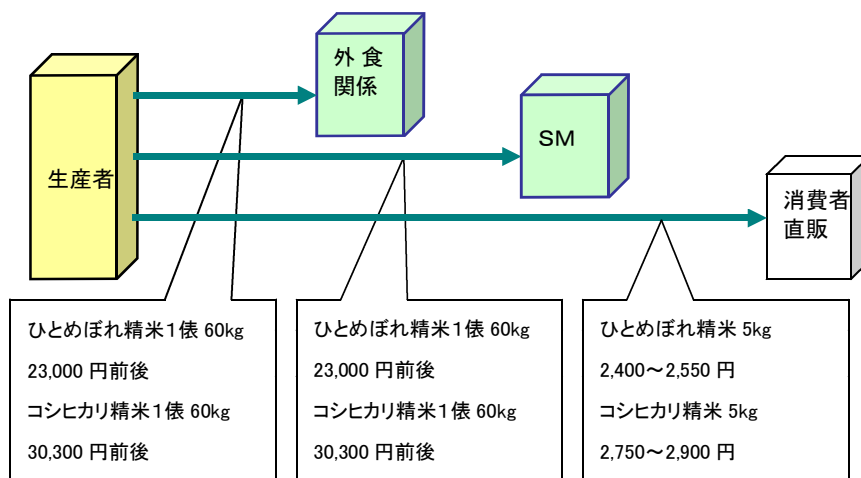 生産者
外 食
関係
ＳＭ
消費者
直販
ひとめぼれ精米１俵 60kg
23,000 円前後
コシヒカリ精米１俵 60kg
30,300 円前後
ひとめぼれ精米１俵 60kg
23,000 円前後
コシヒカリ精米１俵 60kg
30,300 円前後
ひとめぼれ精米 5kg
2,400～2,550 円
コシヒカリ精米 5kg
2,750～2,900 円